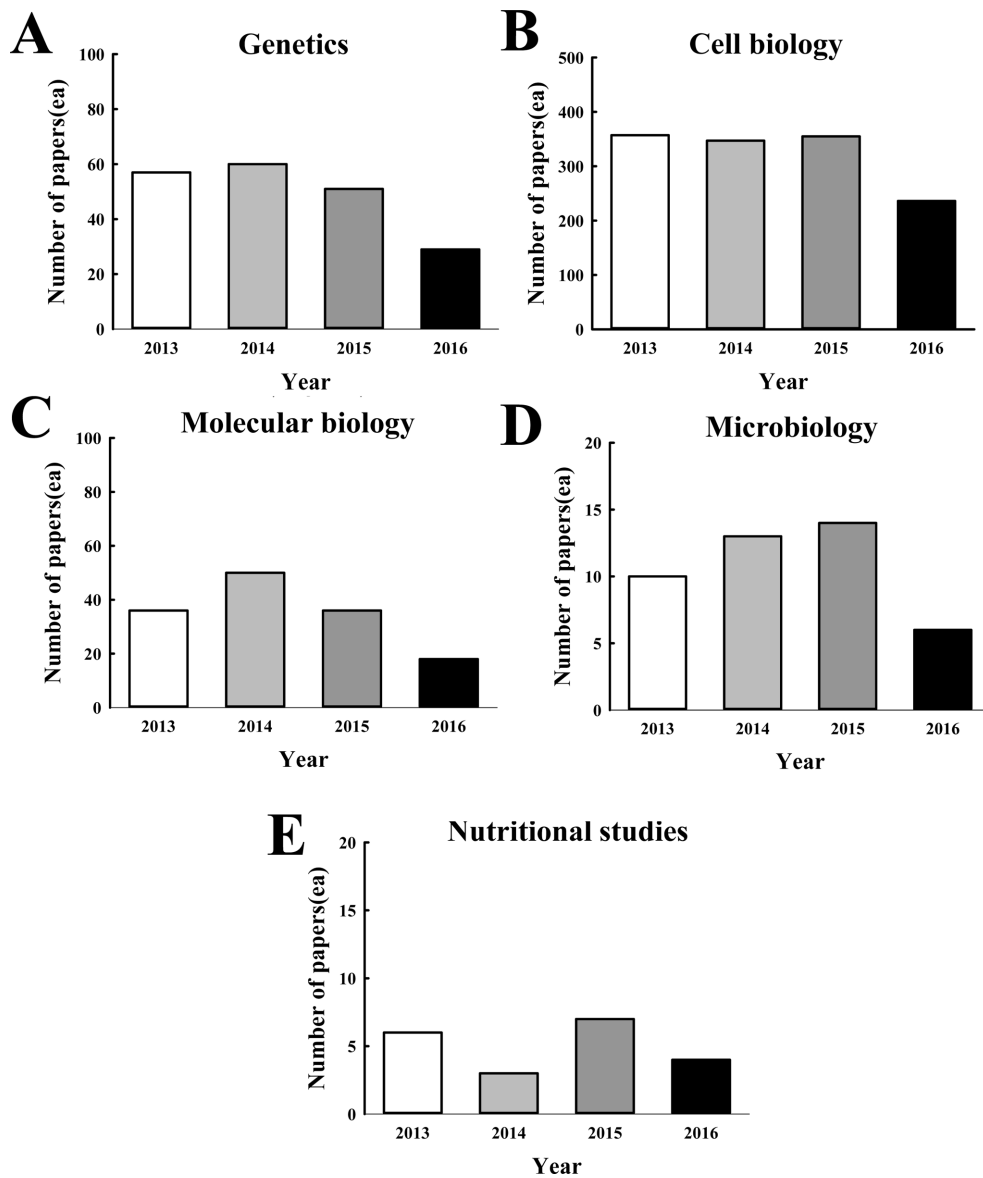 A
Genetics
Number of papers(ea)
100
80
60
40
20
0
2013 2014 2015 2016
Year
B
Cell biology
Number of papers(ea)
500
400
300
200
100
0
2013 2014 2015 2016
Year
C
Molecular biology
Number of papers(ea)
100
80
60
40
20
0
2013 2014 2015 2016
Year
D
Microbiology
Number of papers(ea)
20
15
10
5
0
2013 2014 2015 2016
Year
E
Nutritional studies
Number of papers(ea)
20
15
10
5
0
2013 2014 2015 2016
Year